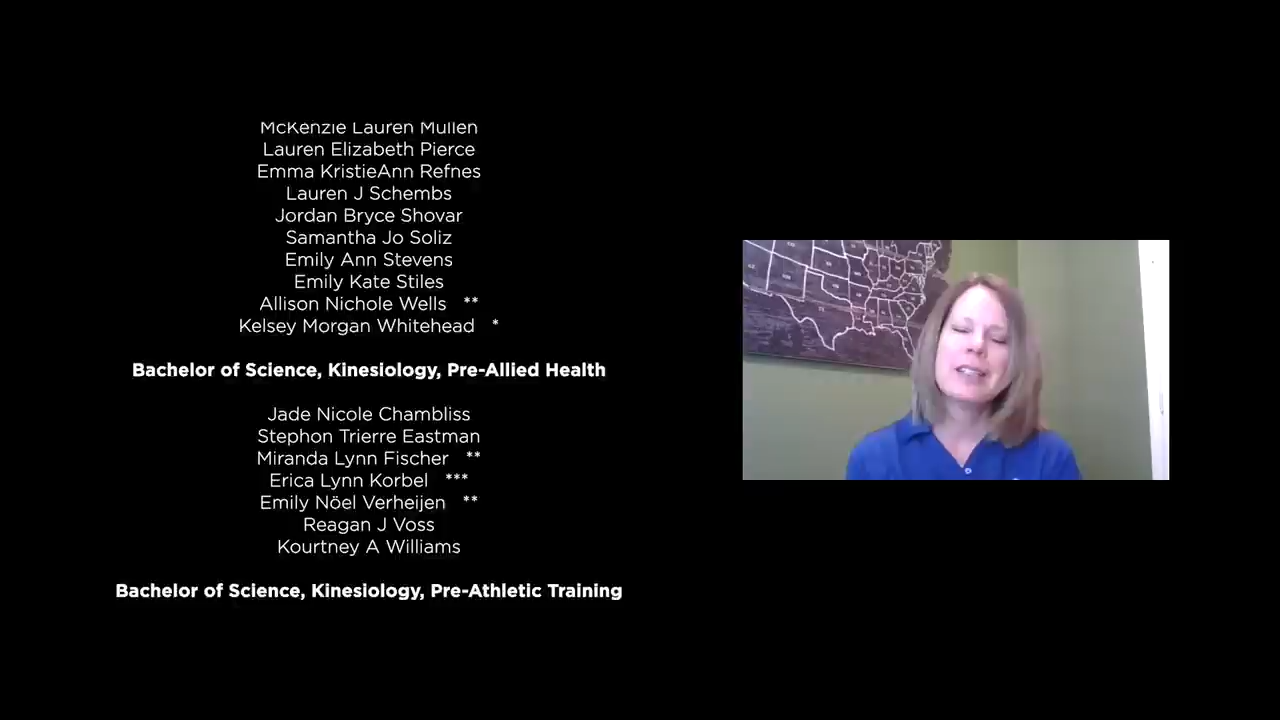 McKenzie Lauren Mullen
Lauren Elizabeth Pierce
Emma KristieAnn Refnes
Lauren J Schembs
Jordan Bryce Shovar
Samantha Jo Soliz
Emily Ann Stevens
Emily Kate Stiles
Allison Nichole Wells **
Kelsey Morgan Whitehead *
Bachelor of Science, Kinesiology, Pre-Allied Health
Jade Nicole Chambliss
Stephon Trierre Eastman
Miranda Lynn Fischer **
Erica Lynn Korbel ***
Emily Nöel Verheijen **
Reagan J Voss
Kourtney A Williams
Bachelor of Science, Kinesiology, Pre-Athletic Training